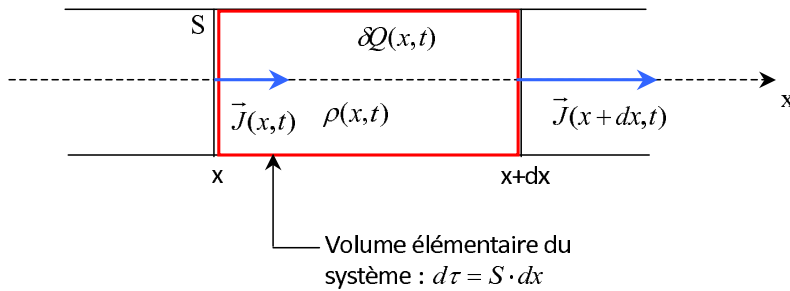 S
δQ(x,t)
x
J⃗(x,t)
ρ(x,t)
J⃗(x+dx,t)
x
x+dx
Volume élémentaire du
système : dτ = S·dx